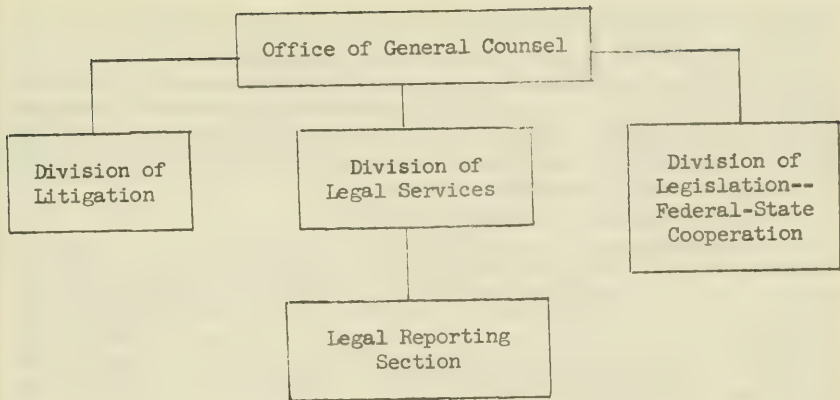 Office of General Counsel
Division of
Litigation
Division of
Legal Services
Division of
Legislation--
Federal-State
Cooperation
Legal Reporting
Section